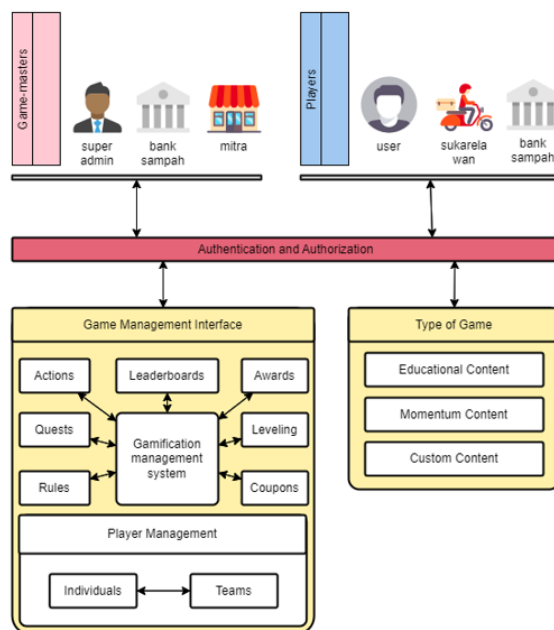 Game-masters
super
admin
bank
sampah
mitra
Players
user
sukarela
wan
bank
sampah
Authentication and Authorization
Game Management Interface
Actions
Leaderboards
Awards
Quests
Gamification
management
system
Leveling
Rules
Coupons
Player Management
Individuals
Teams
Type of Game
Educational Content
Momentum Content
Custom Content